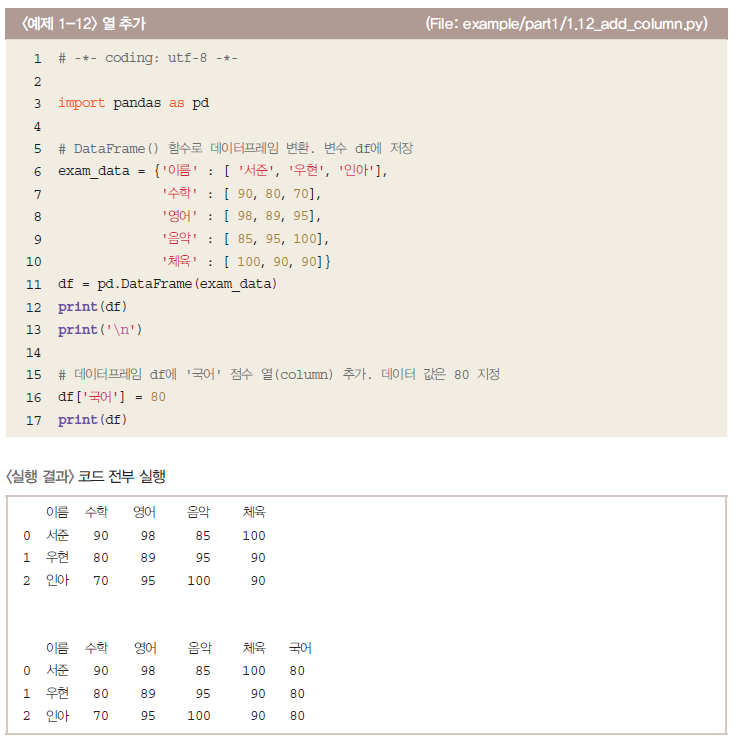 〈예제 1-12〉 열 추가 (File: example/part1/1.12_add_column.py)
1 # -*- coding: utf-8 -*-
2
3 import pandas as pd
4
5 # DataFrame() 함수로 데이터프레임 변환. 변수 df에 저장
6 exam_data = {'이름' : [ '서준', '우현', '인아'],
7 '수학' : [ 90, 80, 70],
8 '영어' : [ 98, 89, 95],
9 '음악' : [ 85, 95, 100],
10 '체육' : [ 100, 90, 90]}
11 df = pd.DataFrame(exam_data)
12 print(df)
13 print('\n')
14
15 # 데이터프레임 df에 '국어' 점수 열(column) 추가. 데이터 값은 80 지정
16 df['국어'] = 80
17 print(df)
〈실행 결과〉 코드 전부 실행
이름 수학 영어 음악 체육
0 서준 90 98 85 100
1 우현 80 89 95 90
2 인아 70 95 100 90
이름 수학 영어 음악 체육 국어
0 서준 90 98 85 100 80
1 우현 80 89 95 90 80
2 인아 70 95 100 90 80